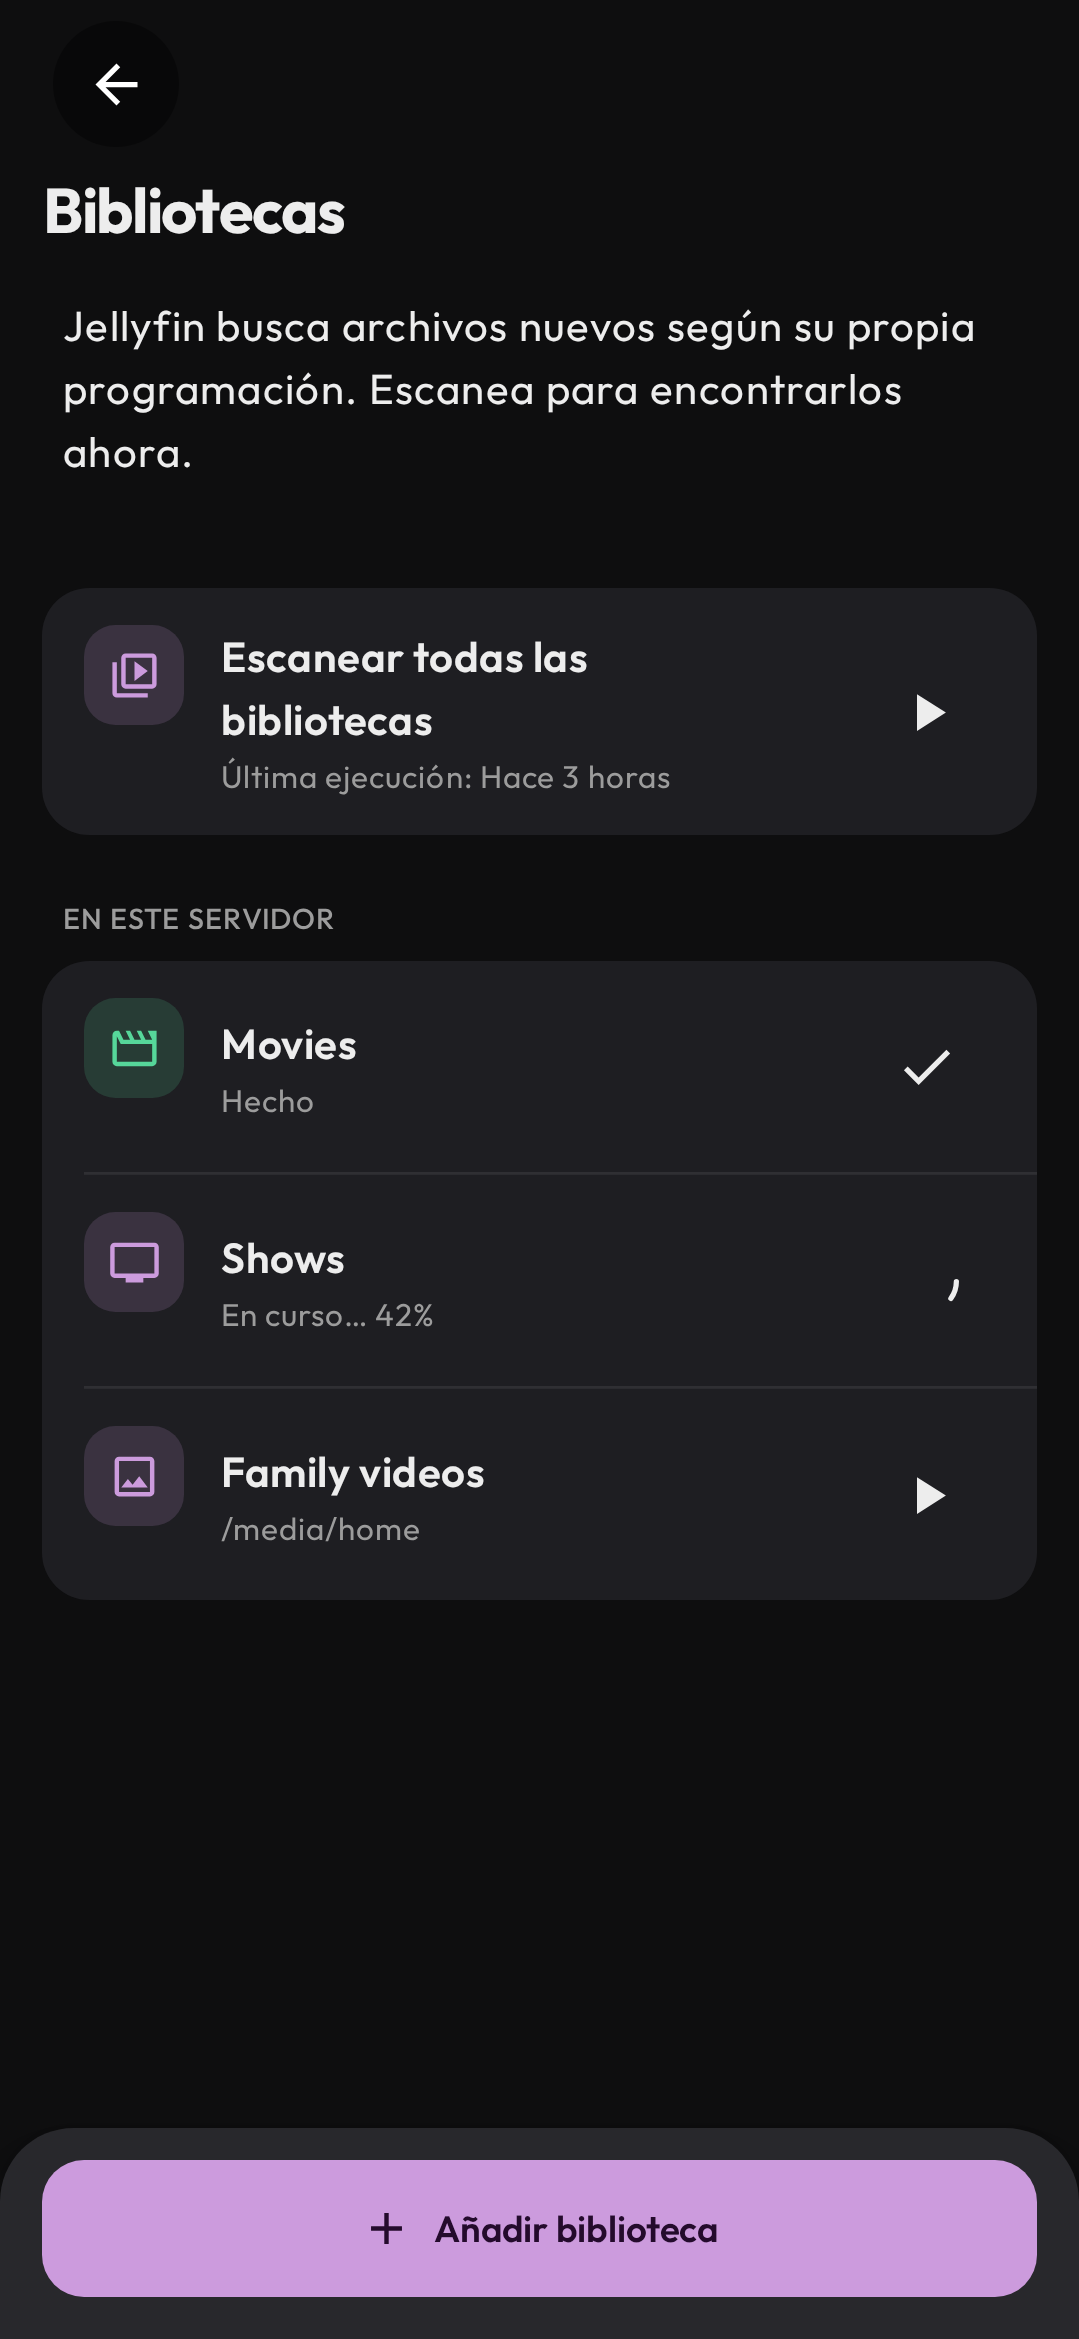 Bibliotecas
Jellyfin busca archivos nuevos según su propia
programación. Escanea para encontrarlos
ahora.
Escanear todas las
bibliotecas
Última ejecución: Hace 3 horas
EN ESTE SERVIDOR
Movies
Hecho
Shows
En curso... 42%
Family videos
/media/home
Añadir biblioteca